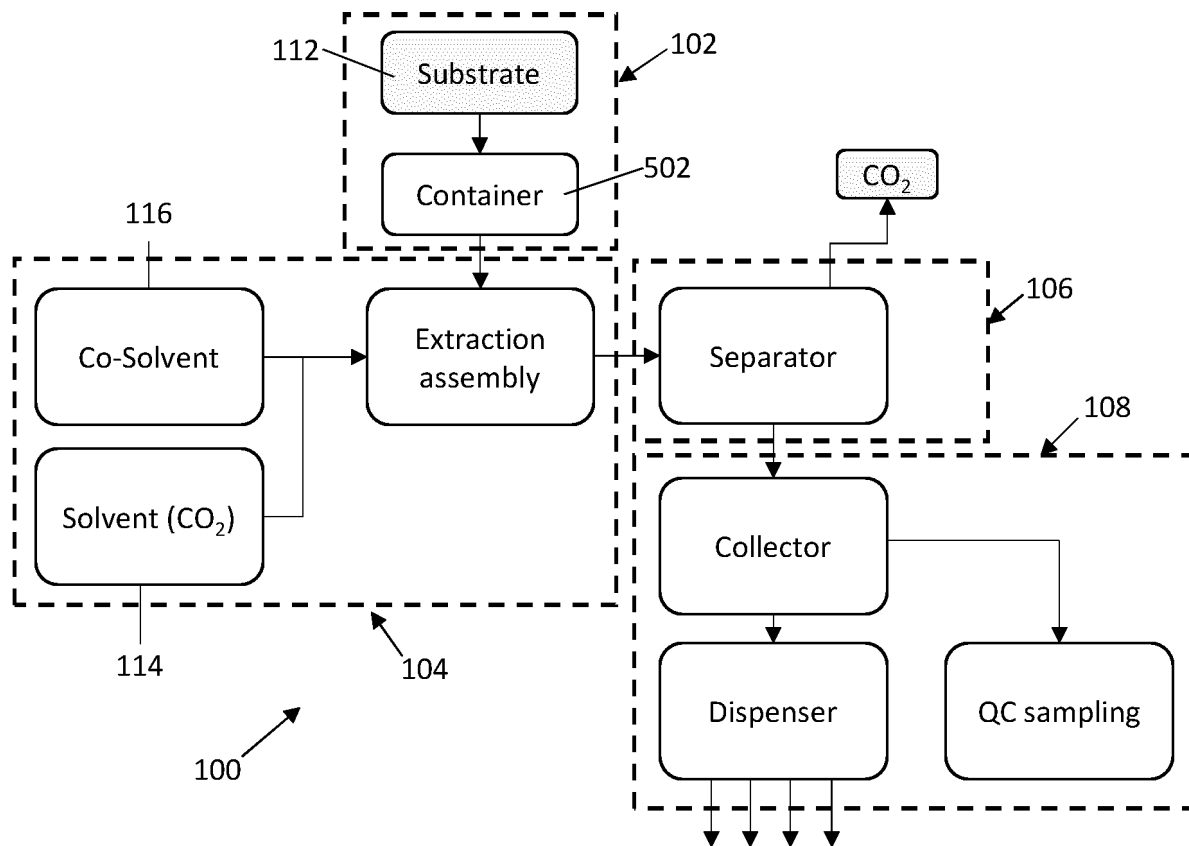 112
Substrate
102
Container
502
CO₂
116
Co-Solvent
Extraction
assembly
Separator
106
108
Solvent (CO₂)
Collector
114
104
Dispenser
QC sampling
100